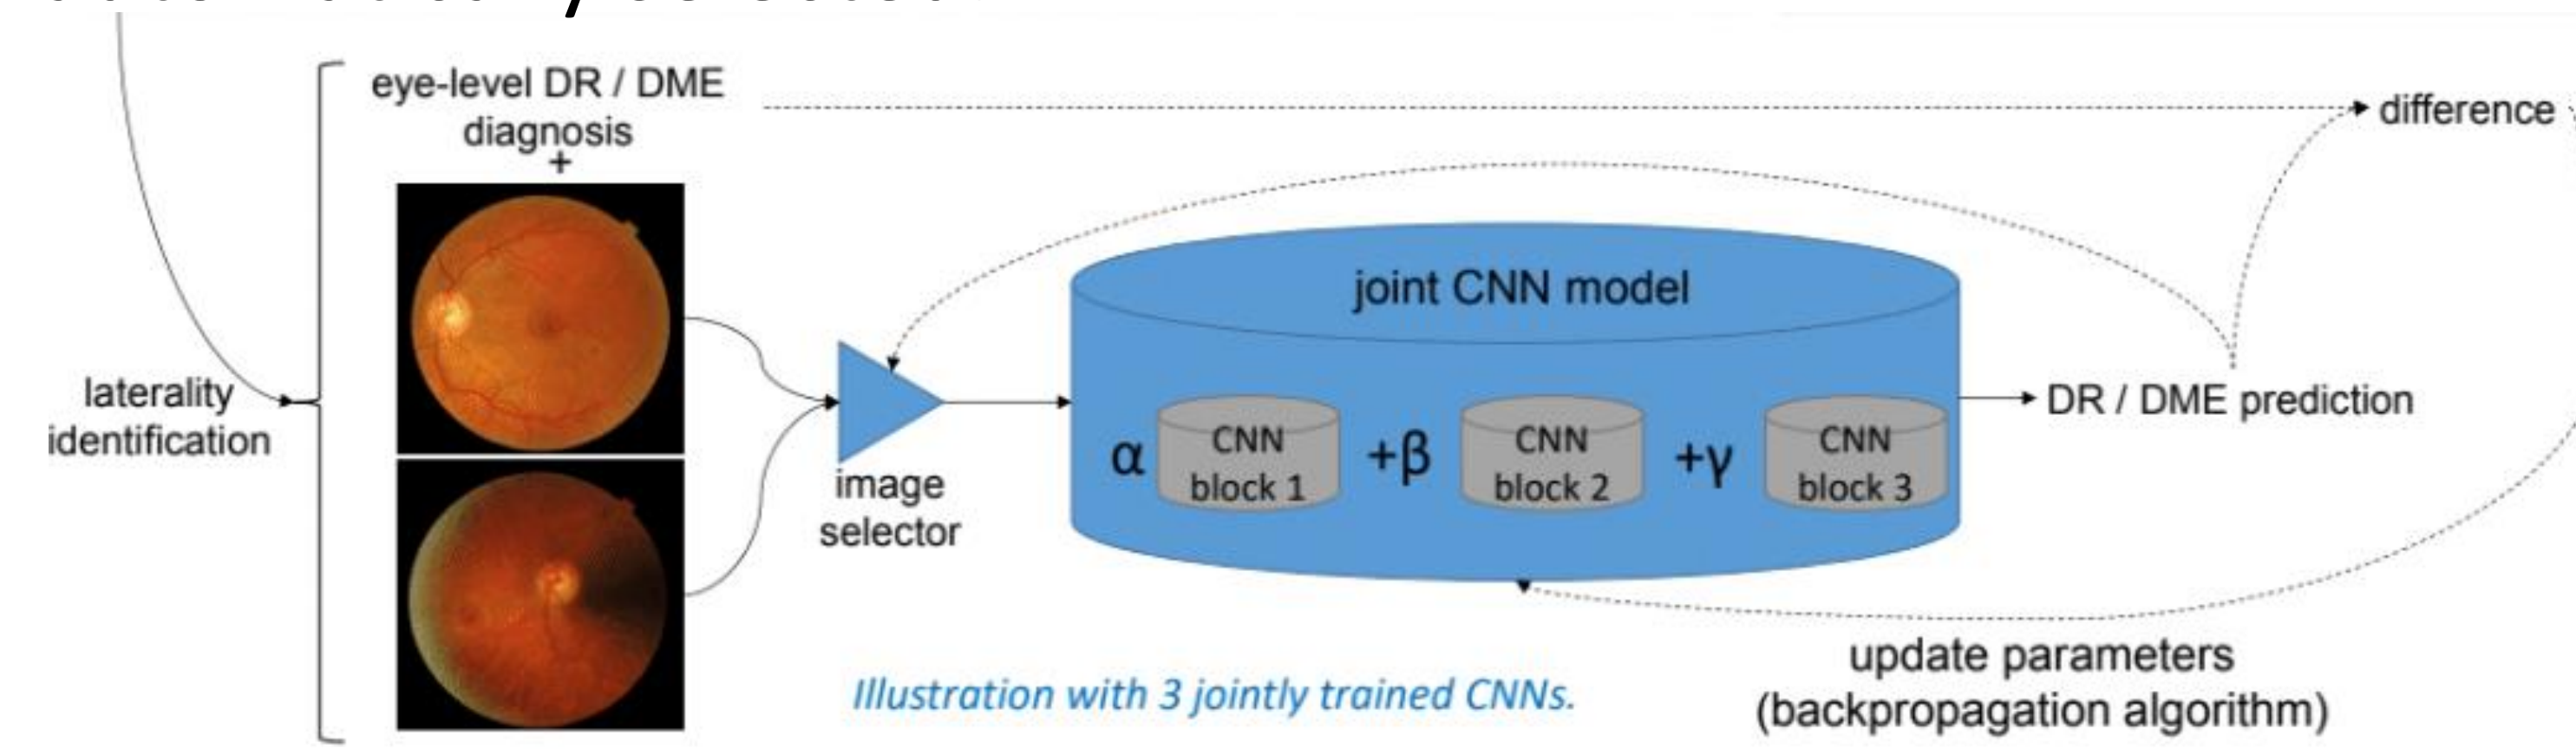 eye-level DR / DME
diagnosis
+
difference
joint CNN model
laterality
identification
α
CNN
block 1
+β
CNN
block 2
+γ
CNN
block 3
DR / DME prediction
image
selector
update parameters
(backpropagation algorithm)
Illustration with 3 jointly trained CNNs.